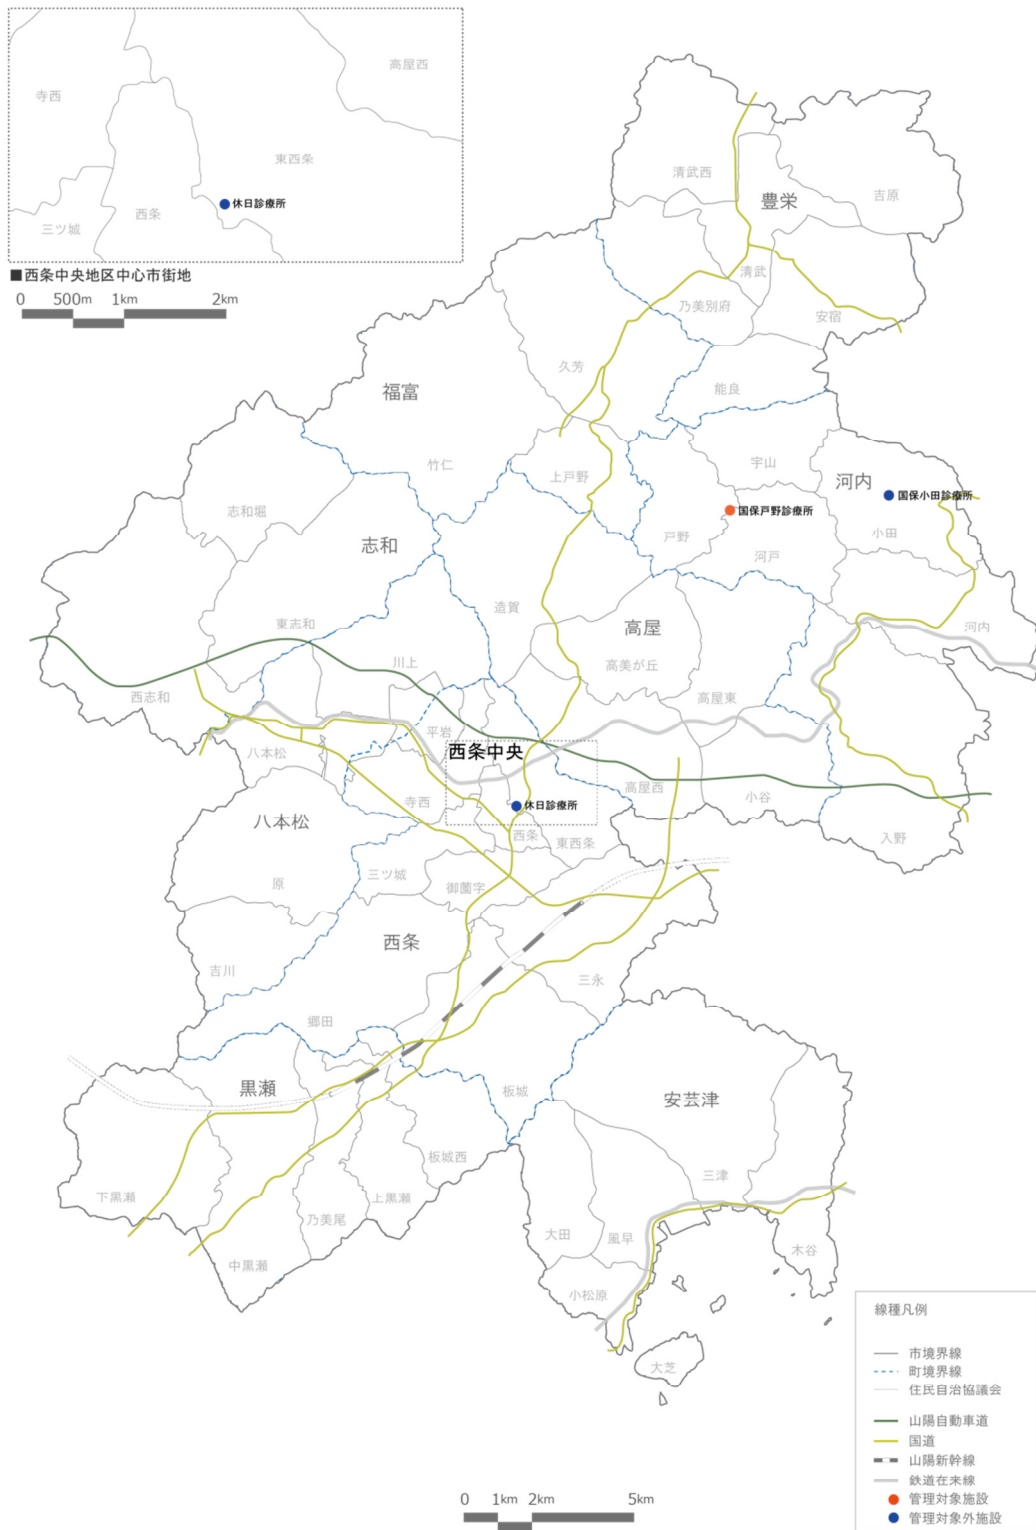 高屋西
寺西
東西条
西条
休日診療所
三ツ城
■西条中央地区中心市街地
0 500m 1km 2km
清武西
吉原
豊栄
清武
乃美別府
安宿
久芳
能良
福富
竹仁
上戸野
宇山
河内
国保小田診療所
志和堀
国保戸野診療所
小田
戸野
志和
河戸
造賀
東志和
高屋
河内
川上
高美が丘
西志和
高屋東
平岩
西条中央
八本松
高屋西
小谷
寺西
休日診療所
八本松
西条
東西条
入野
三ツ城
原
御薗宇
西条
吉川
三永
郷田
黒瀬
板城
安芸津
板城西
三津
下黒瀬
上黒瀬
乃美尾
大田
風早
木谷
中黒瀬
小松原
大芝
線種凡例
市境界線
町境界線
住民自治協議会
山陽自動車道
国道
山陽新幹線
鉄道在来線
管理対象施設
管理対象外施設
0 1km 2km 5km